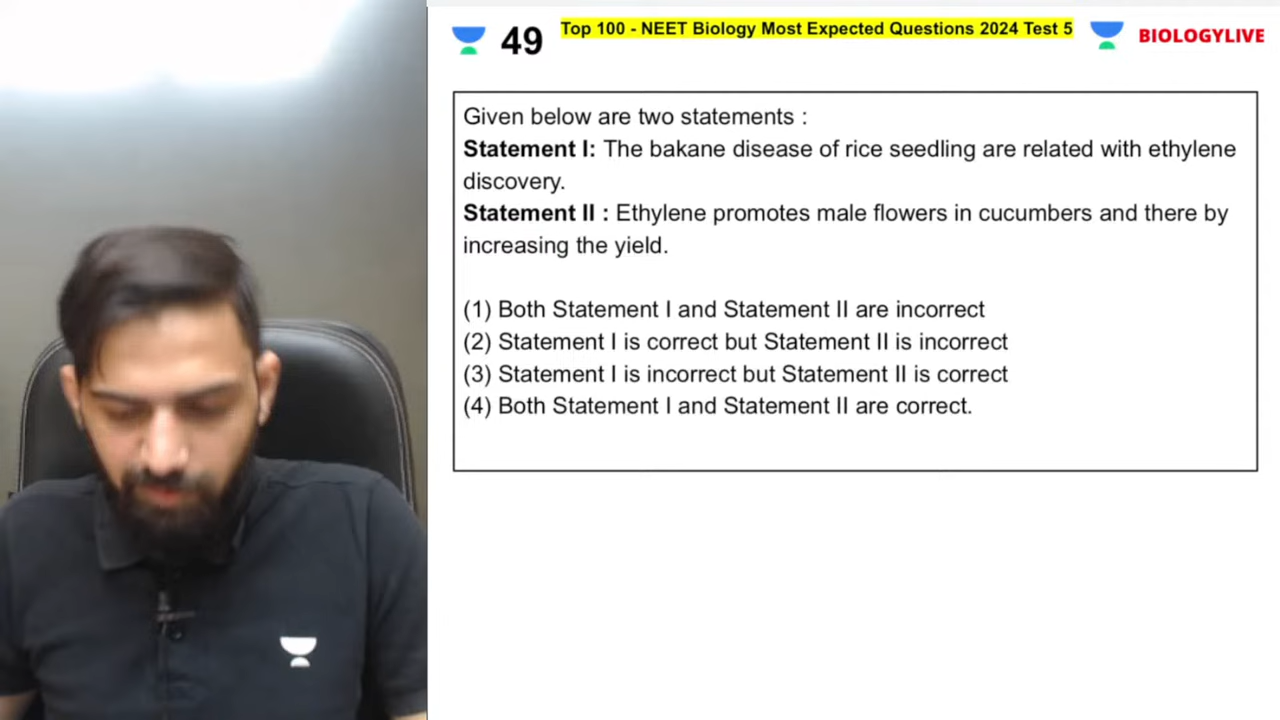 49
Top 100 - NEET Biology Most Expected Questions 2024 Test 5
BIOLOGYLIVE
Given below are two statements :
Statement I: The bakane disease of rice seedling are related with ethylene
discovery.
Statement II : Ethylene promotes male flowers in cucumbers and there by
increasing the yield.
(1) Both Statement I and Statement II are incorrect
(2) Statement I is correct but Statement II is incorrect
(3) Statement I is incorrect but Statement II is correct
(4) Both Statement I and Statement II are correct.